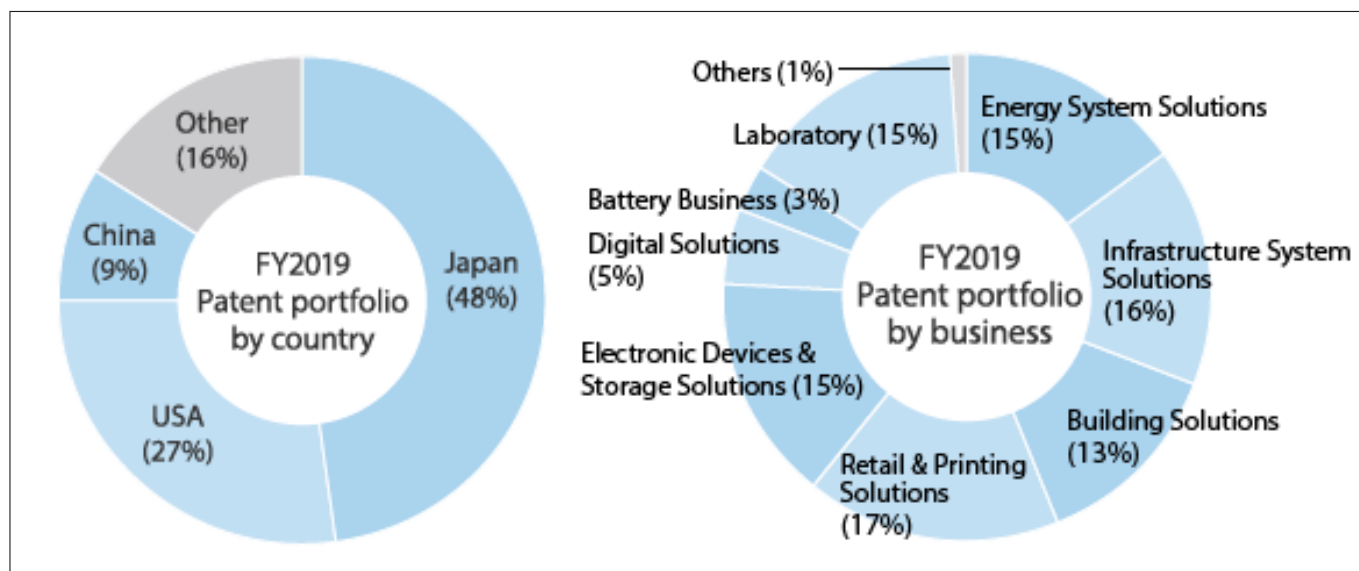 Other
(16%)
China
(9%)
USA
(27%)
Japan
(48%)
FY2019
Patent portfolio
by country
Others (1%)
Laboratory (15%)
Battery Business (3%)
Digital Solutions
(5%)
Electronic Devices &
Storage Solutions (15%)
Retail & Printing
Solutions
(17%)
Energy System Solutions
(15%)
Infrastructure System
Solutions
(16%)
Building Solutions
(13%)
FY2019
Patent portfolio
by business